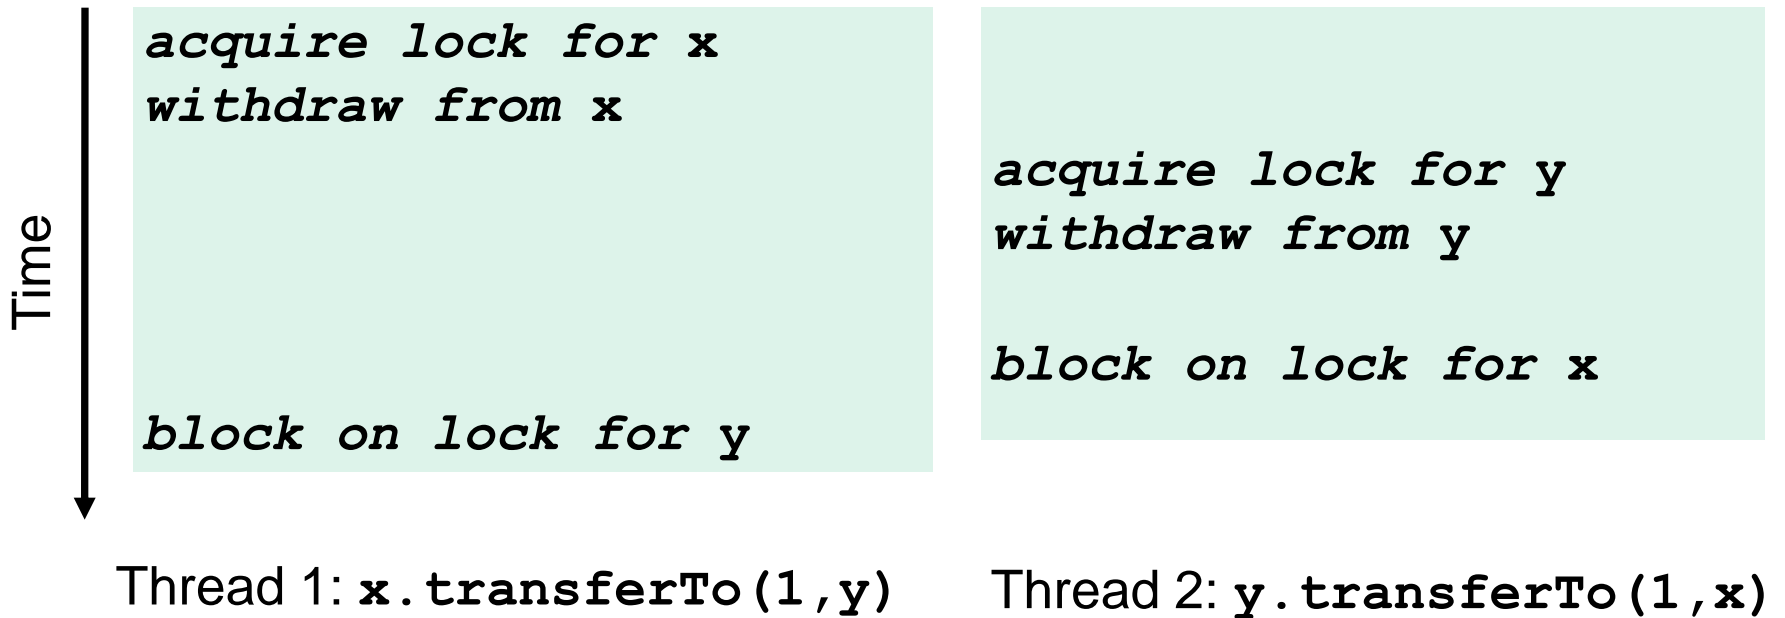 Time
acquire lock for x
withdraw from x
block on lock for y
acquire lock for y
withdraw from y
block on lock for x
Thread 1: x.transferTo(1,y)
Thread 2: y.transferTo(1,x)